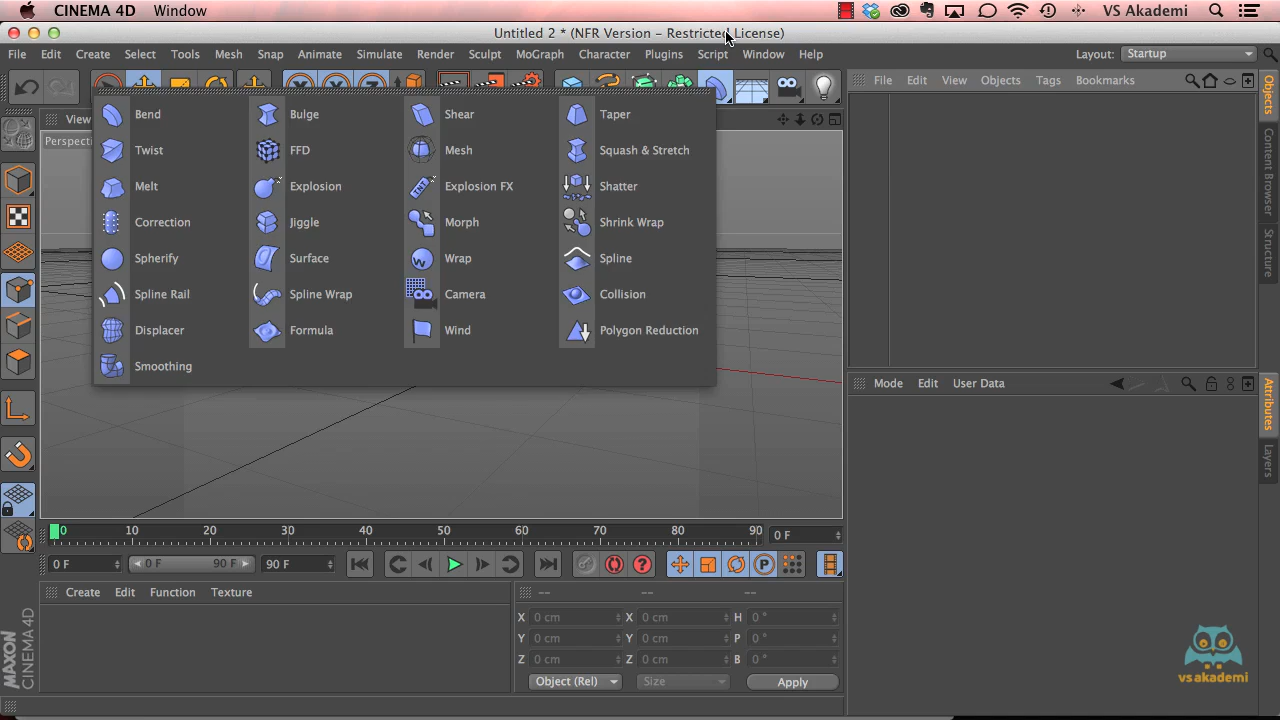 CINEMA 4D Window VS Akademi
Untitled 2 * (NFR Version - Restricted License)
File Edit Create Select Tools Mesh Snap Animate Simulate Render Sculpt MoGraph Character Plugins Script Window Help Layout: Startup
File Edit View Objects Tags Bookmarks
Objects
Content Browser
Structure
View
Perspecti
Bend Bulge Shear Taper
Twist FFD Mesh Squash & Stretch
Melt Explosion Explosion FX Shatter
Correction Jiggle Morph Shrink Wrap
Spherify Surface Wrap Spline
Spline Rail Spline Wrap Camera Collision
Displacer Formula Wind Polygon Reduction
Smoothing
Mode Edit User Data
Attributes
Layers
0 10 20 30 40 50 60 70 80 90 0 F
0 F 0 F 90 F 90 F
Create Edit Function Texture
-- -- --
X 0 cm X 0 cm H 0 °
Y 0 cm Y 0 cm P 0 °
Z 0 cm Z 0 cm B 0 °
Object (Rel) Size Apply
MAXON
CINEMA 4D
vs akademi